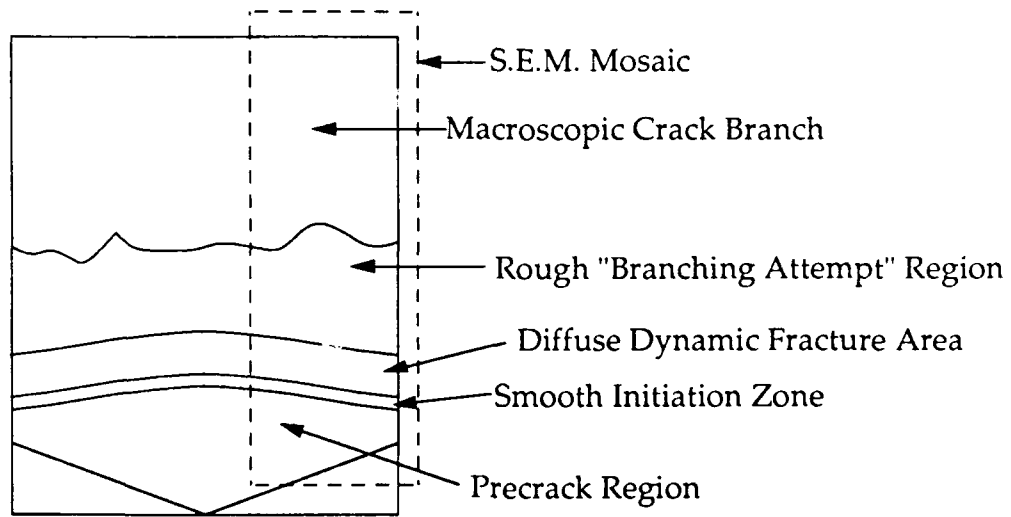 S.E.M. Mosaic
Macroscopic Crack Branch
Rough "Branching Attempt" Region
Diffuse Dynamic Fracture Area
Smooth Initiation Zone
Precrack Region